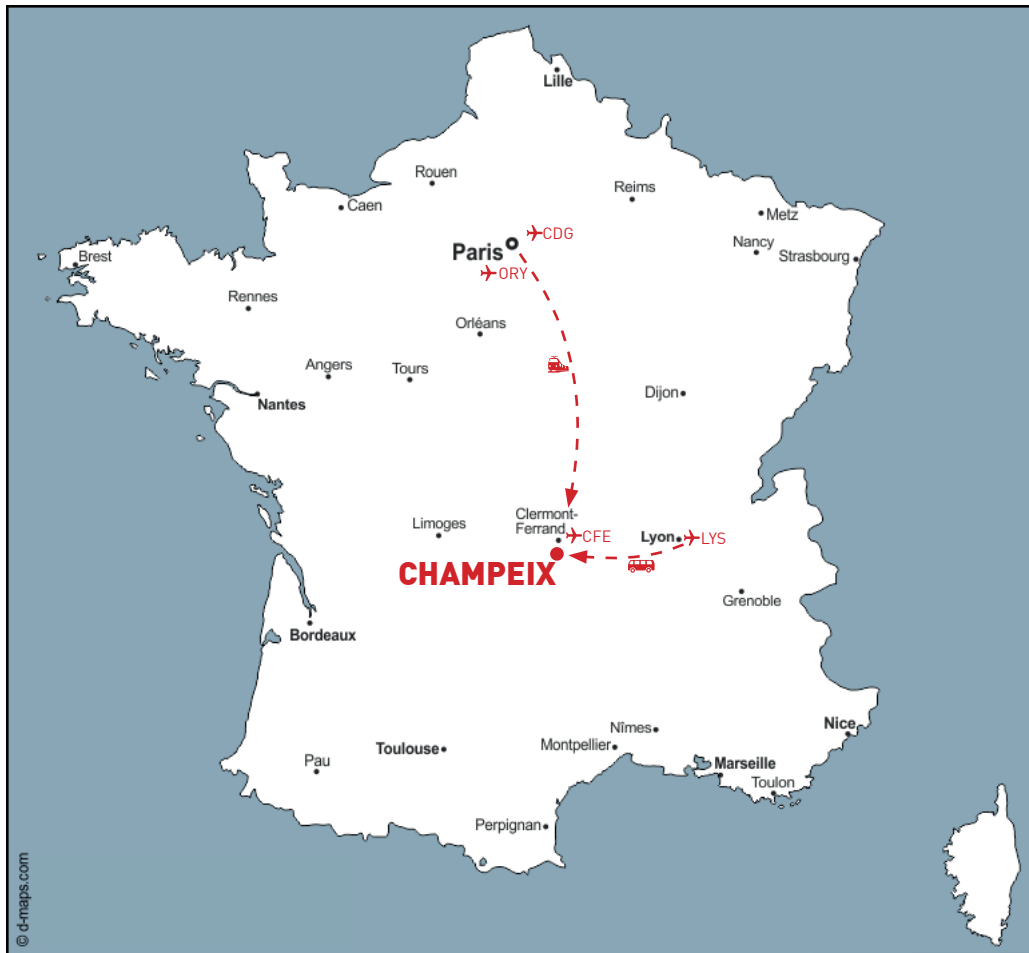 Lille
Rouen
Reims
Caen
Metz
CDG
Paris
Nancy
Strasbourg
Brest
ORY
Rennes
Orléans
Angers
Tours
Dijon
Nantes
Clermont-
Ferrand
Limoges
CFE
Lyon
LYS
CHAMPEIX
Grenoble
Bordeaux
Nice
Nîmes
Montpellier
Toulouse
Pau
Marseille
Toulon
Perpignan
© d-maps.com